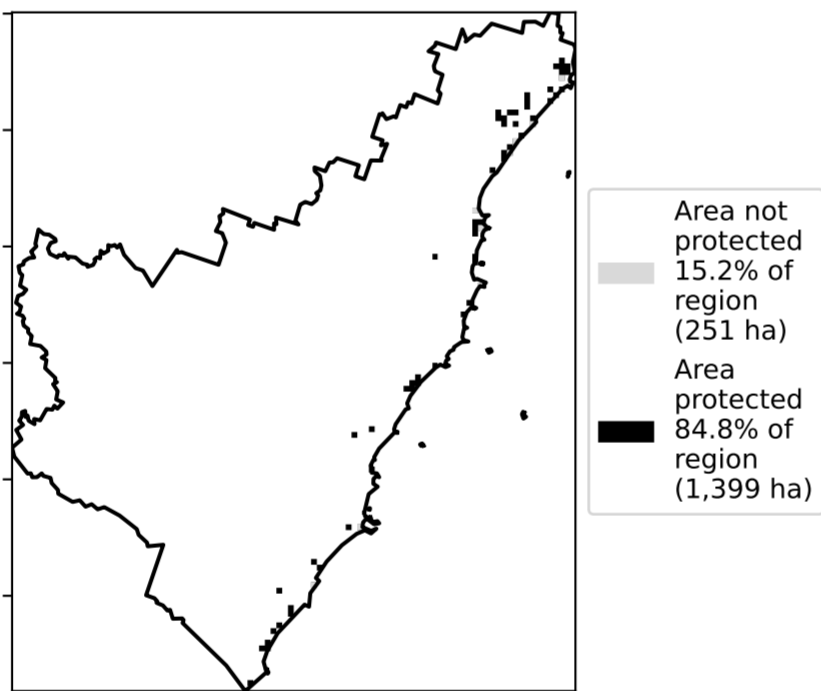 Area not
protected
15.2% of
region
(251 ha)
Area
protected
84.8% of
region
(1,399 ha)